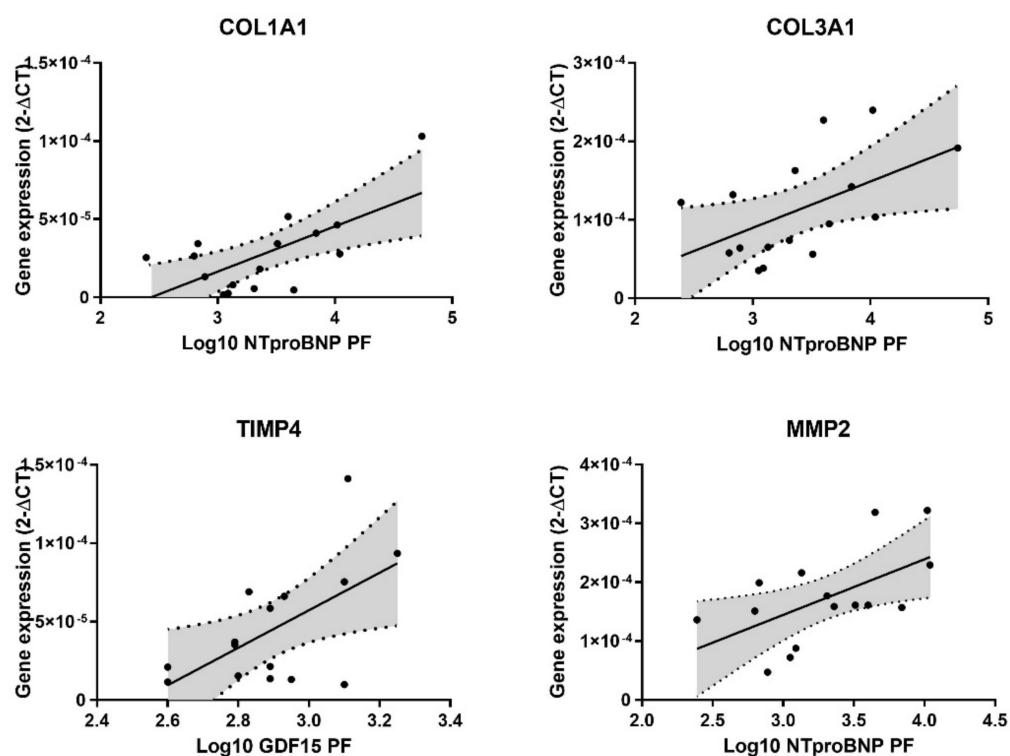 COL1A1
Gene expression (2-ΔCT)
1.5×10-4
1×10-4
5×10-5
0
2 3 4 5
Log10 NTproBNP PF
COL3A1
Gene expression (2-ΔCT)
3×10-4
2×10-4
1×10-4
0
2 3 4 5
Log10 NTproBNP PF
TIMP4
Gene expression (2-ΔCT)
1.5×10-4
1×10-4
5×10-5
0
2.4 2.6 2.8 3.0 3.2 3.4
Log10 GDF15 PF
MMP2
Gene expression (2-ΔCT)
4×10-4
3×10-4
2×10-4
1×10-4
0
2.0 2.5 3.0 3.5 4.0 4.5
Log10 NTproBNP PF